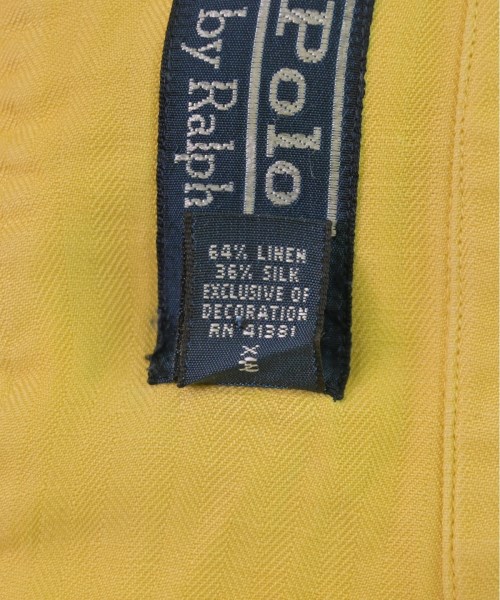 Polo
by Ralph
64% LINEN
36% SILK
EXCLUSIVE OF
DECORATION
RN 41381